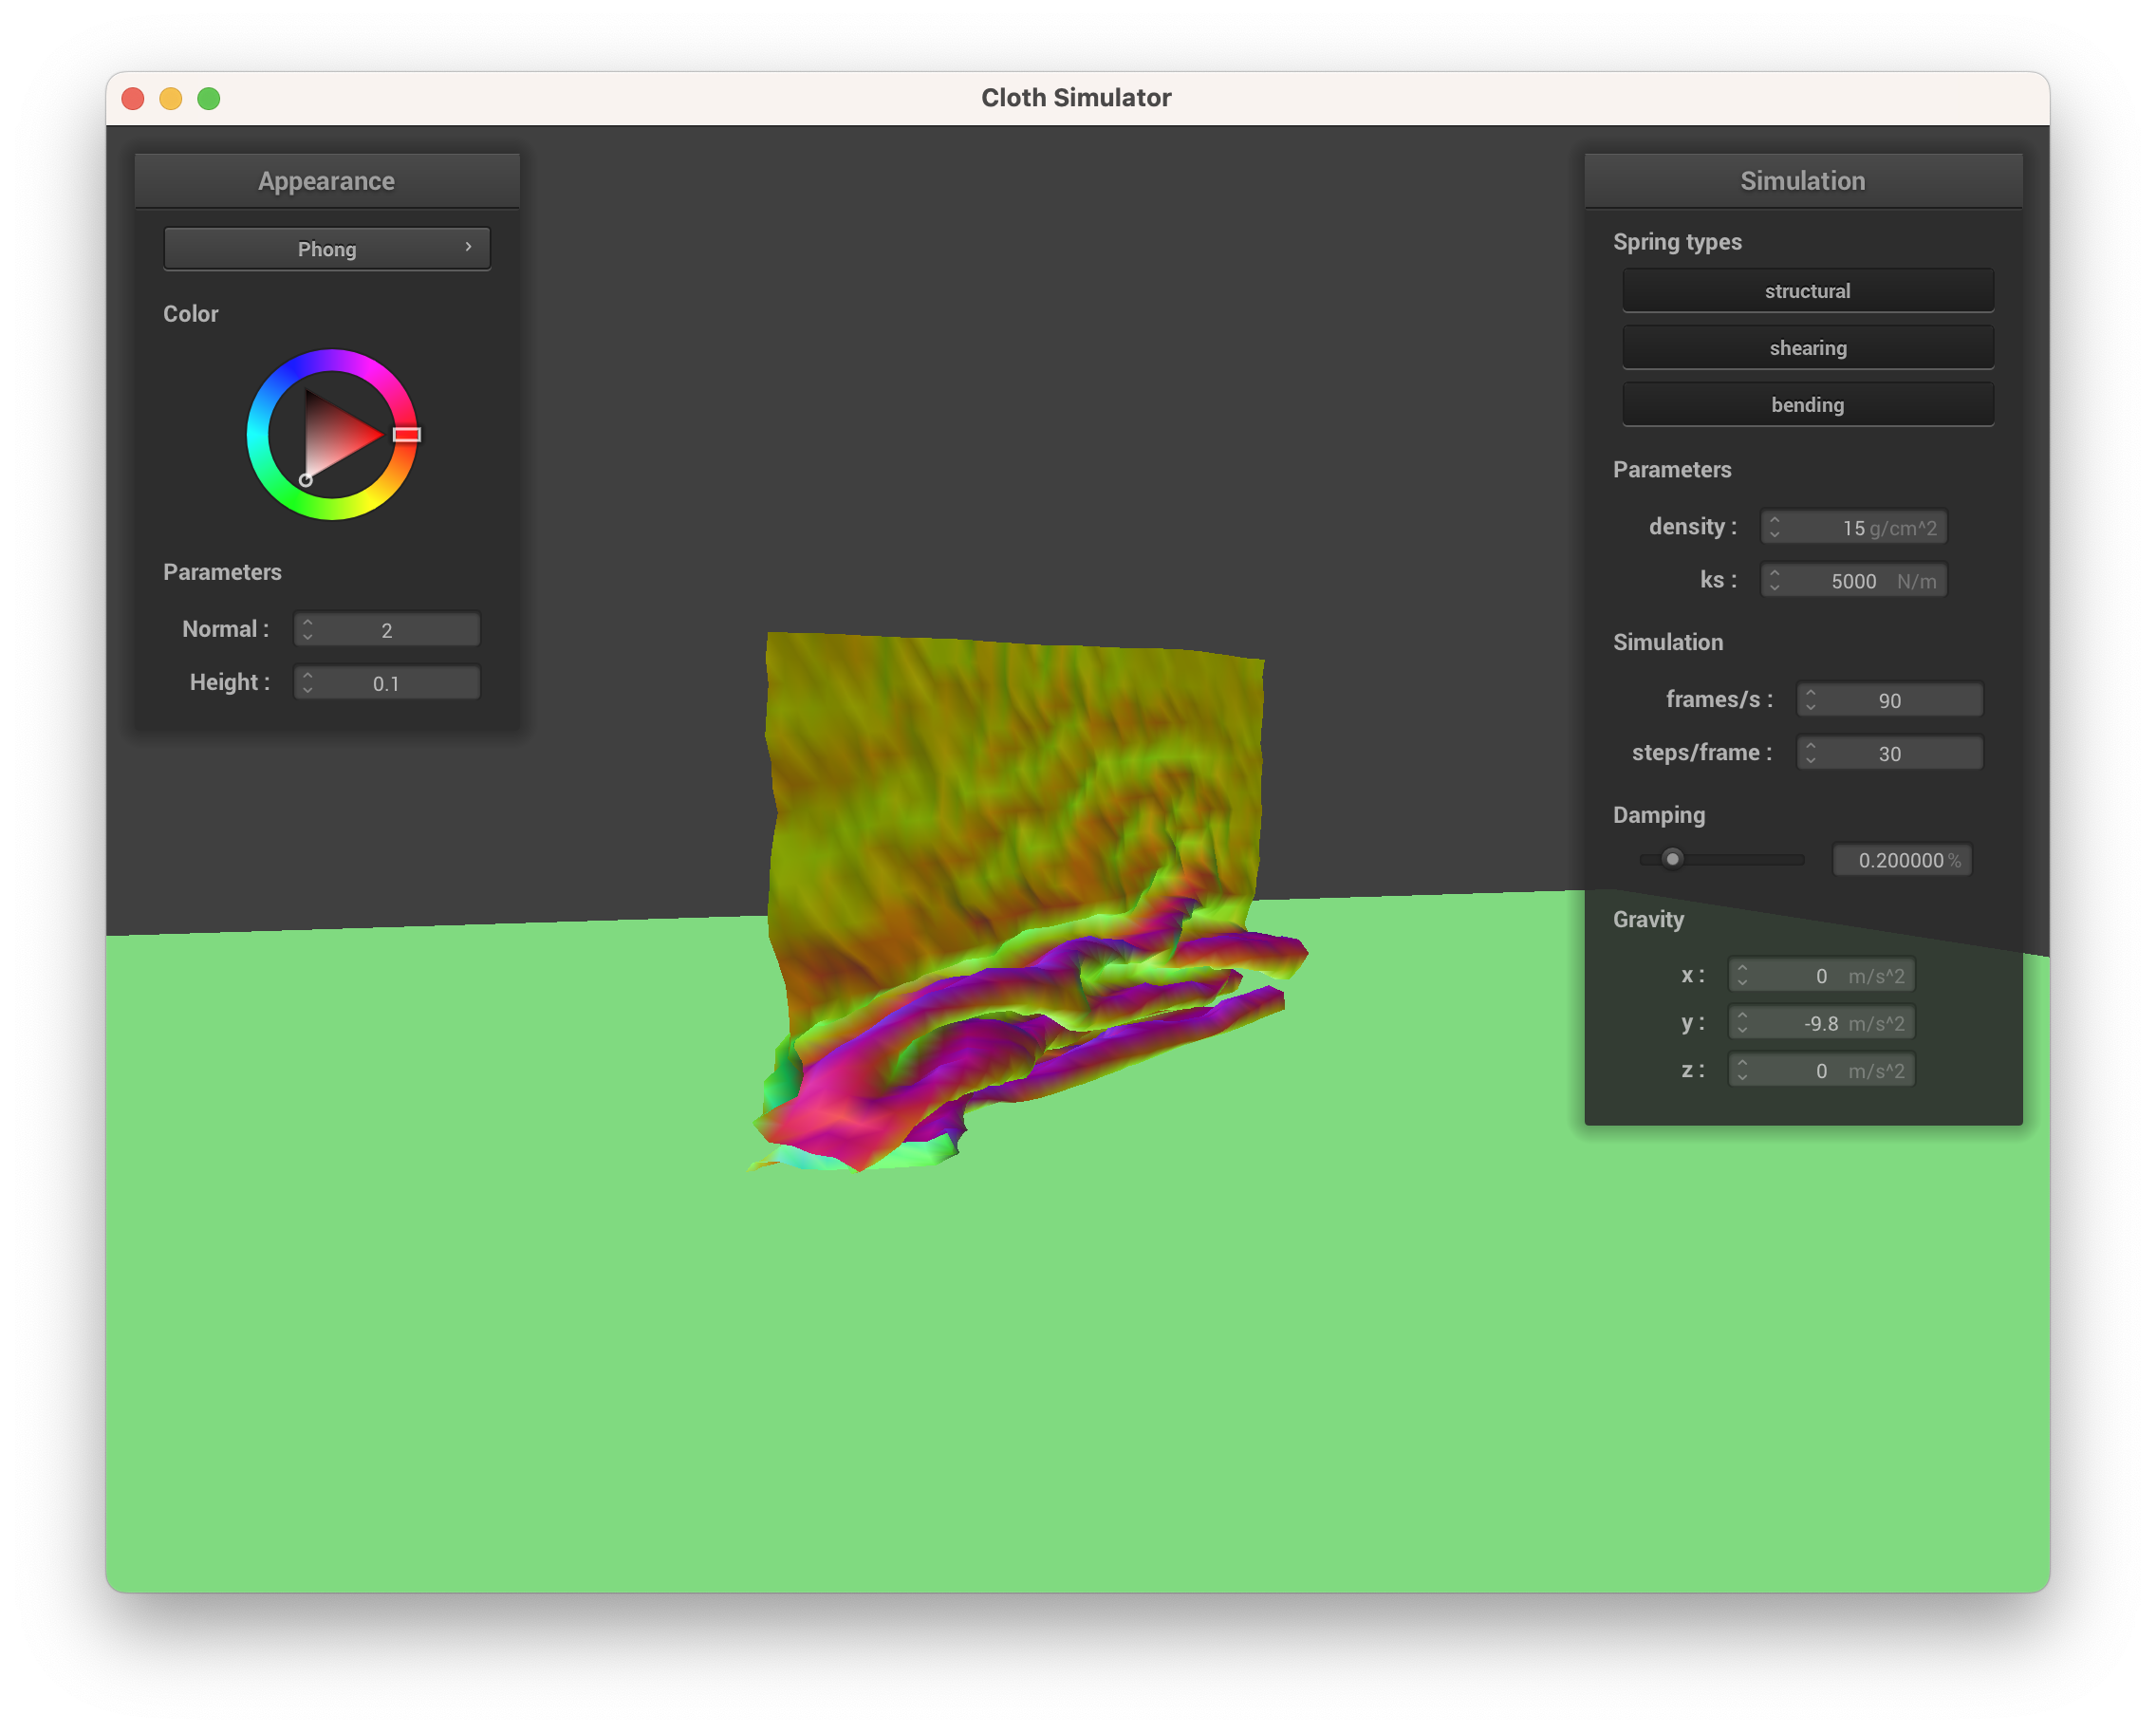 Cloth Simulator
Appearance
Phong
Color
Parameters
Normal : 2
Height : 0.1
Simulation
Spring types
structural
shearing
bending
Parameters
density : 15 g/cm^2
ks : 5000 N/m
Simulation
frames/s : 90
steps/frame : 30
Damping
0.200000 %
Gravity
x : 0 m/s^2
y : -9.8 m/s^2
z : 0 m/s^2